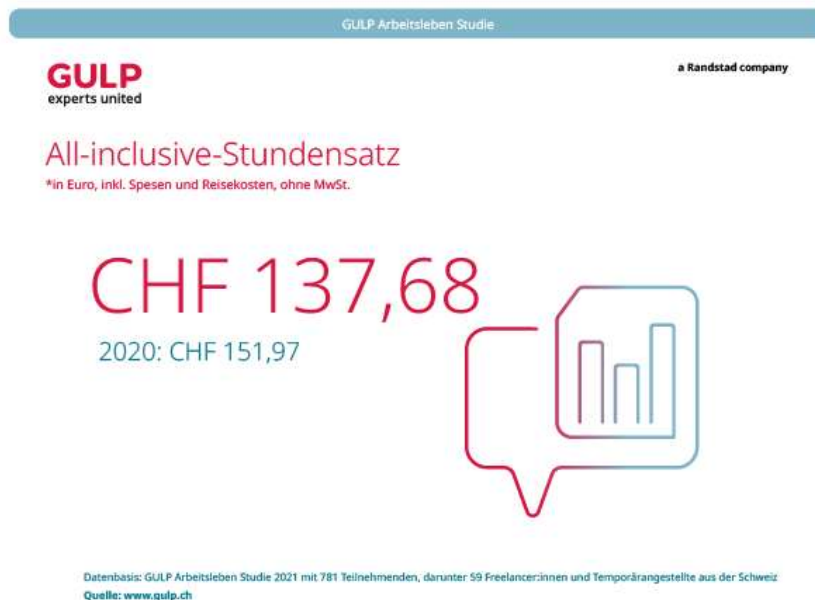 GULP Arbeitsleben Studie
GULP
experts united
a Randstad company
All-inclusive-Stundensatz
*in Euro, inkl. Spesen und Reisekosten, ohne MwSt.
CHF 137,68
2020: CHF 151,97
Datenbasis: GULP Arbeitsleben Studie 2021 mit 781 Teilnehmenden, darunter 59 Freelancer:innen und Temporärangestellte aus der Schweiz
Quelle: www.gulp.ch